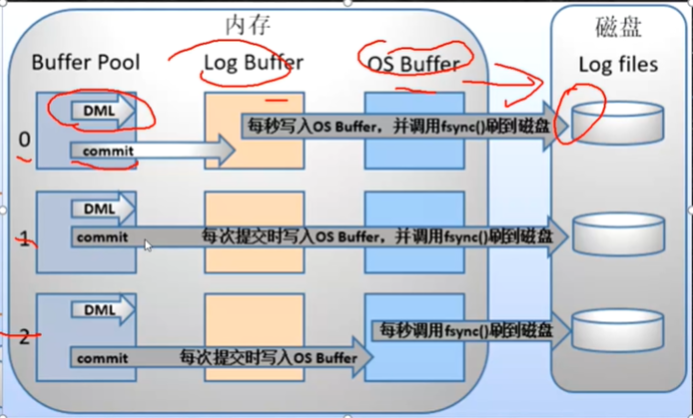 内存
磁盘
Buffer Pool
Log Buffer
OS Buffer
Log files
0
DML
每秒写入OS Buffer，并调用fsync()刷到磁盘
commit
1
DML
commit
每次提交时写入OS Buffer，并调用fsync()刷到磁盘
2
DML
每秒调用fsync()刷到磁盘
commit
每次提交时写入OS Buffer